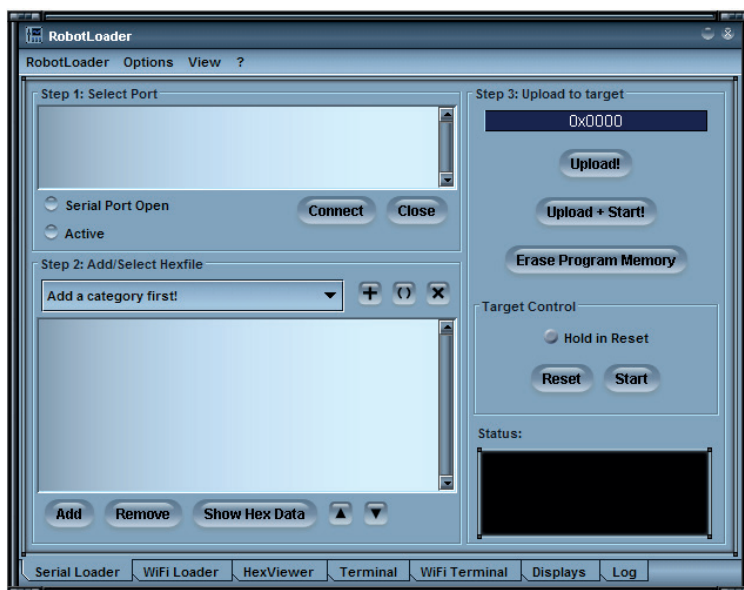 RobotLoader
RobotLoader Options View ?
Step 1: Select Port
Serial Port Open
Active
Connect Close
Step 2: Add/Select Hexfile
Add a category first!
Add Remove Show Hex Data
Step 3: Upload to target
0x0000
Upload!
Upload + Start!
Erase Program Memory
Target Control
Hold in Reset
Reset Start
Status:
Serial Loader WiFi Loader HexViewer Terminal WiFi Terminal Displays Log